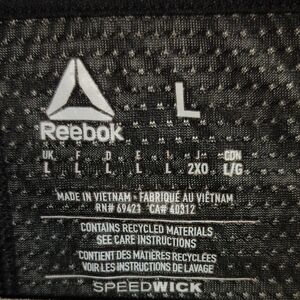 L
Reebok
UK F D E I J CDN
L L L L L 2XO L/G
MADE IN VIETNAM • FABRIQUÉ AU VIÊTNAM
RN# 69423 CA# 40312
CONTAINS RECYCLED MATERIALS
SEE CARE INSTRUCTIONS
CONTIENT DES MATIÈRES RECYCLÉES
VOIR LES INSTRUCTIONS DE LAVAGE
SPEEDWICK